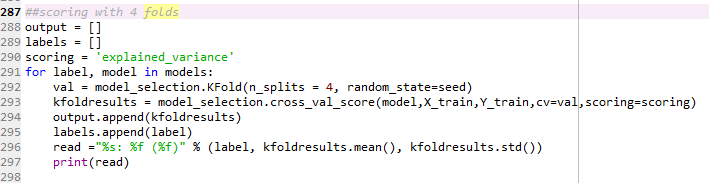 287 ##scoring with 4 folds
288 output = []
289 labels = []
290 scoring = 'explained_variance'
291 for label, model in models:
292     val = model_selection.KFold(n_splits = 4, random_state=seed)
293     kfoldresults = model_selection.cross_val_score(model,X_train,Y_train,cv=val,scoring=scoring)
294     output.append(kfoldresults)
295     labels.append(label)
296     read ="%s: %f (%f)" % (label, kfoldresults.mean(), kfoldresults.std())
297     print(read)
298